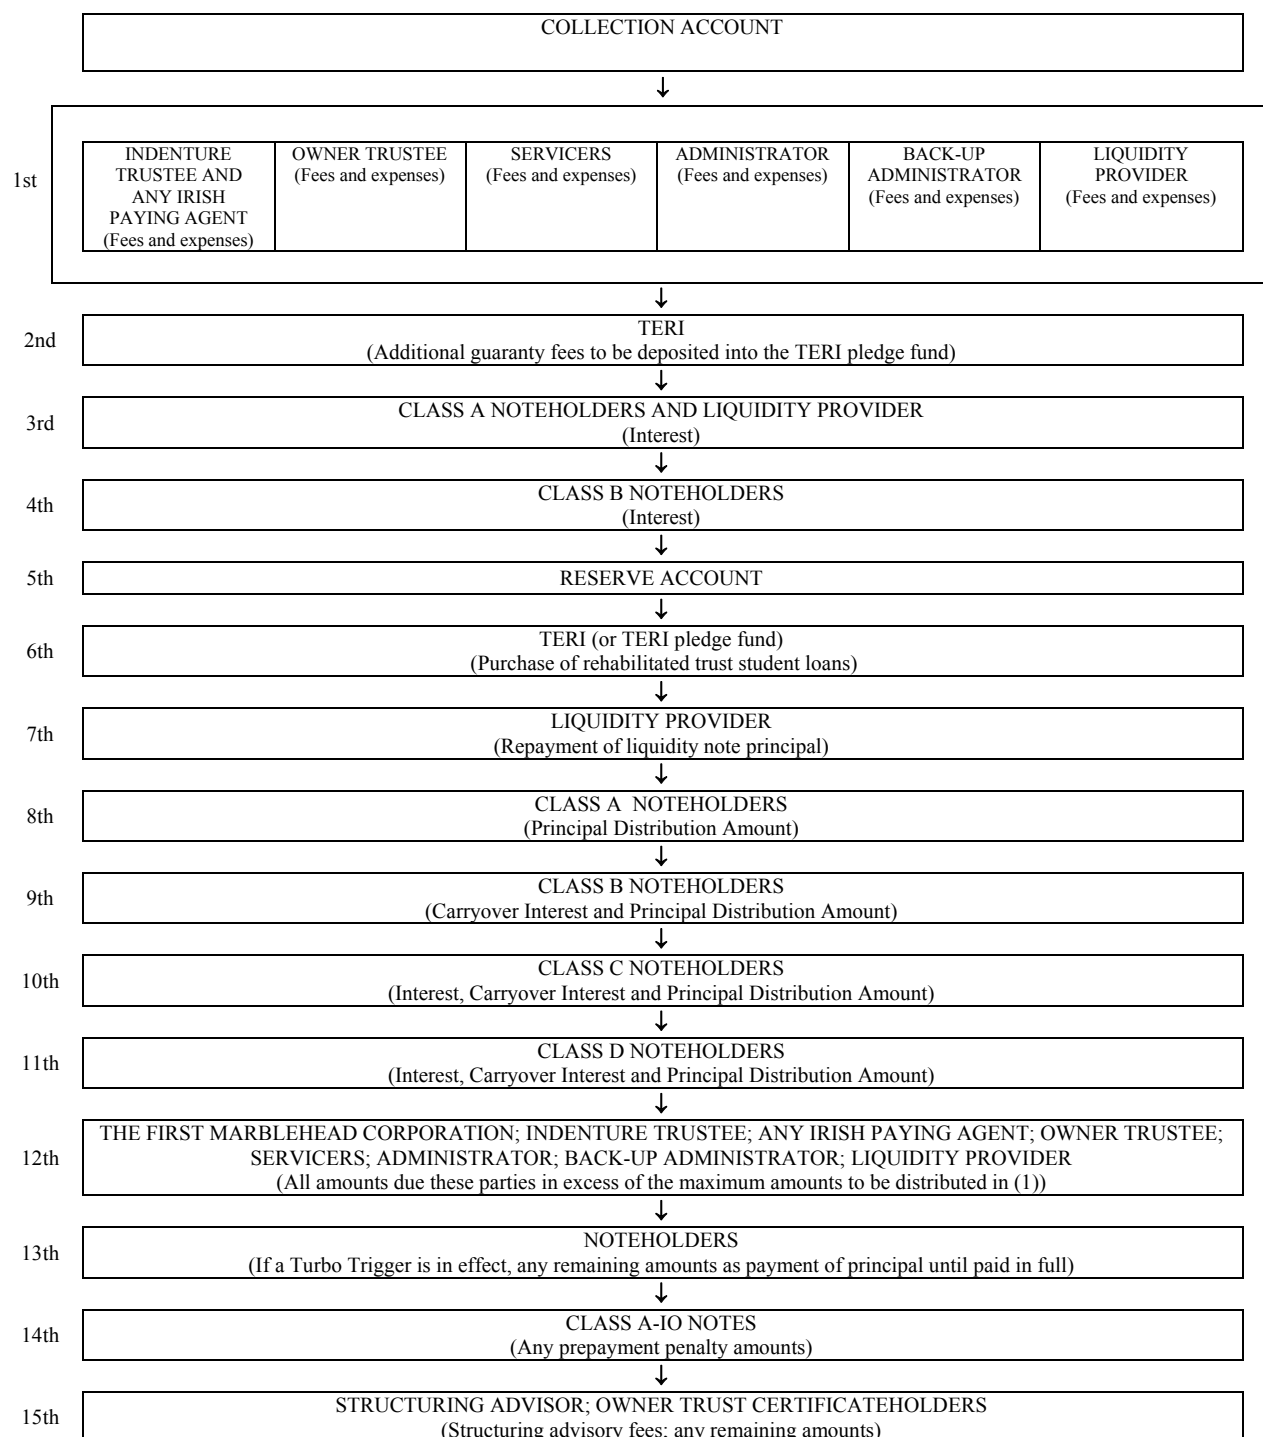 COLLECTION ACCOUNT
↓
1st
INDENTURE
TRUSTEE AND
ANY IRISH
PAYING AGENT
(Fees and expenses)
OWNER TRUSTEE
(Fees and expenses)
SERVICERS
(Fees and expenses)
ADMINISTRATOR
(Fees and expenses)
BACK-UP
ADMINISTRATOR
(Fees and expenses)
LIQUIDITY
PROVIDER
(Fees and expenses)
↓
2nd
TERI
(Additional guaranty fees to be deposited into the TERI pledge fund)
↓
3rd
CLASS A NOTEHOLDERS AND LIQUIDITY PROVIDER
(Interest)
↓
4th
CLASS B NOTEHOLDERS
(Interest)
↓
5th
RESERVE ACCOUNT
↓
6th
TERI (or TERI pledge fund)
(Purchase of rehabilitated trust student loans)
↓
7th
LIQUIDITY PROVIDER
(Repayment of liquidity note principal)
↓
8th
CLASS A NOTEHOLDERS
(Principal Distribution Amount)
↓
9th
CLASS B NOTEHOLDERS
(Carryover Interest and Principal Distribution Amount)
↓
10th
CLASS C NOTEHOLDERS
(Interest, Carryover Interest and Principal Distribution Amount)
↓
11th
CLASS D NOTEHOLDERS
(Interest, Carryover Interest and Principal Distribution Amount)
↓
12th
THE FIRST MARBLEHEAD CORPORATION; INDENTURE TRUSTEE; ANY IRISH PAYING AGENT; OWNER TRUSTEE;
SERVICERS; ADMINISTRATOR; BACK-UP ADMINISTRATOR; LIQUIDITY PROVIDER
(All amounts due these parties in excess of the maximum amounts to be distributed in (1))
↓
13th
NOTEHOLDERS
(If a Turbo Trigger is in effect, any remaining amounts as payment of principal until paid in full)
↓
14th
CLASS A-IO NOTES
(Any prepayment penalty amounts)
↓
15th
STRUCTURING ADVISOR; OWNER TRUST CERTIFICATEHOLDERS
(Structuring advisory fees; any remaining amounts)